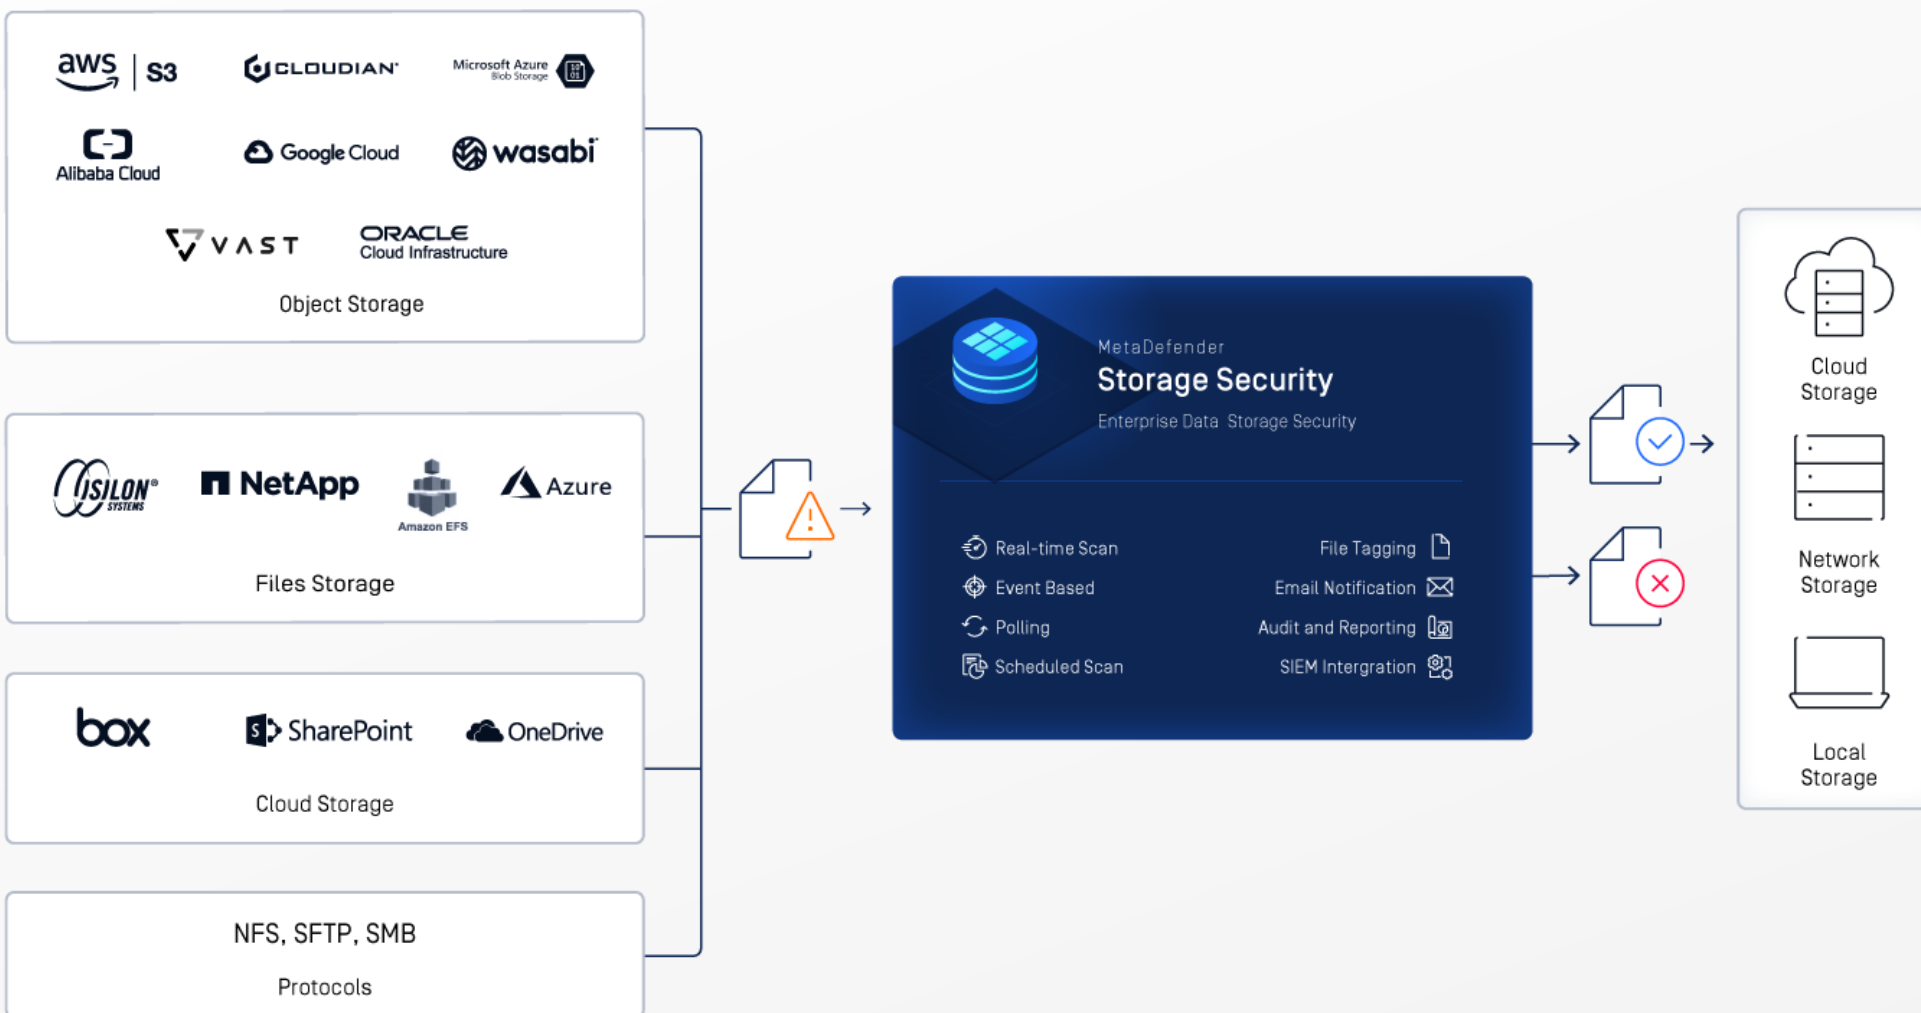 aws S3
CLOUDIAN
Microsoft Azure
Blob Storage
Alibaba Cloud
Google Cloud
wasabi
VAST
ORACLE
Cloud Infrastructure
Object Storage
ISILON®
SYSTEMS
NetApp
Amazon EFS
Azure
Files Storage
box
S SharePoint
OneDrive
Cloud Storage
NFS, SFTP, SMB
Protocols
MetaDefender
Storage Security
Enterprise Data Storage Security
Real-time Scan
Event Based
Polling
Scheduled Scan
File Tagging
Email Notification
Audit and Reporting
SIEM Intergration
Cloud
Storage
Network
Storage
Local
Storage